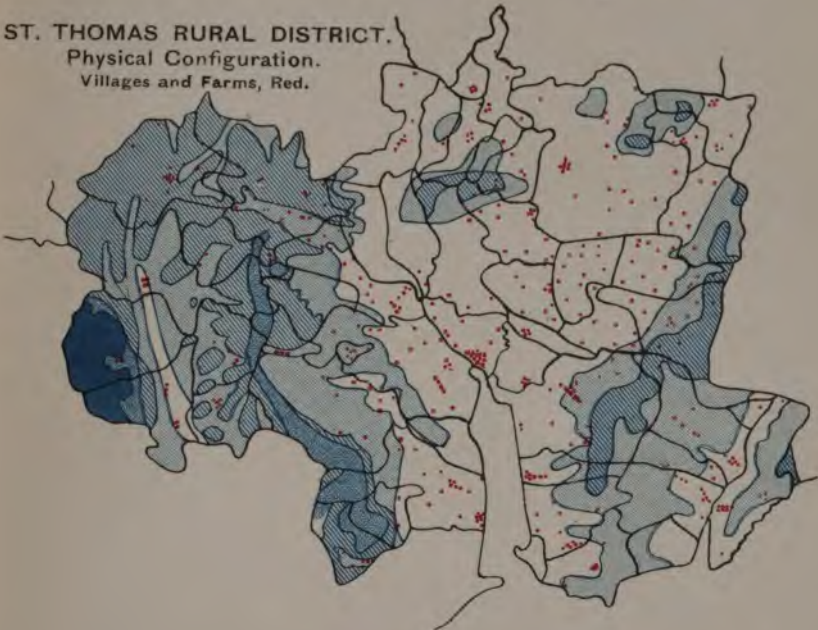 ST. THOMAS RURAL DISTRICT.
Physical Configuration.
Villages and Farms, Red.